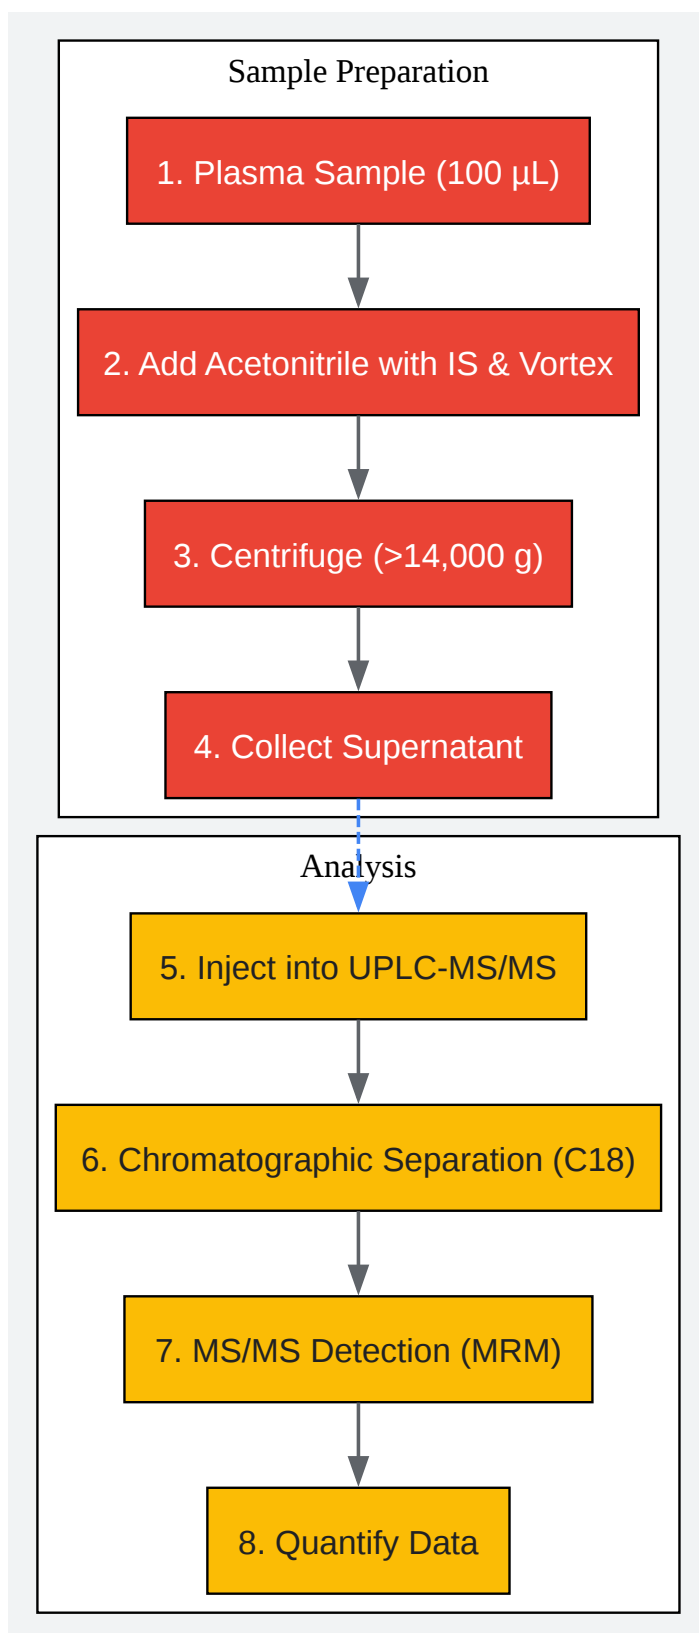 Sample Preparation
1. Plasma Sample (100 µL)
2. Add Acetonitrile with IS & Vortex
3. Centrifuge (>14,000 g)
4. Collect Supernatant
Analysis
5. Inject into UPLC-MS/MS
6. Chromatographic Separation (C18)
7. MS/MS Detection (MRM)
8. Quantify Data